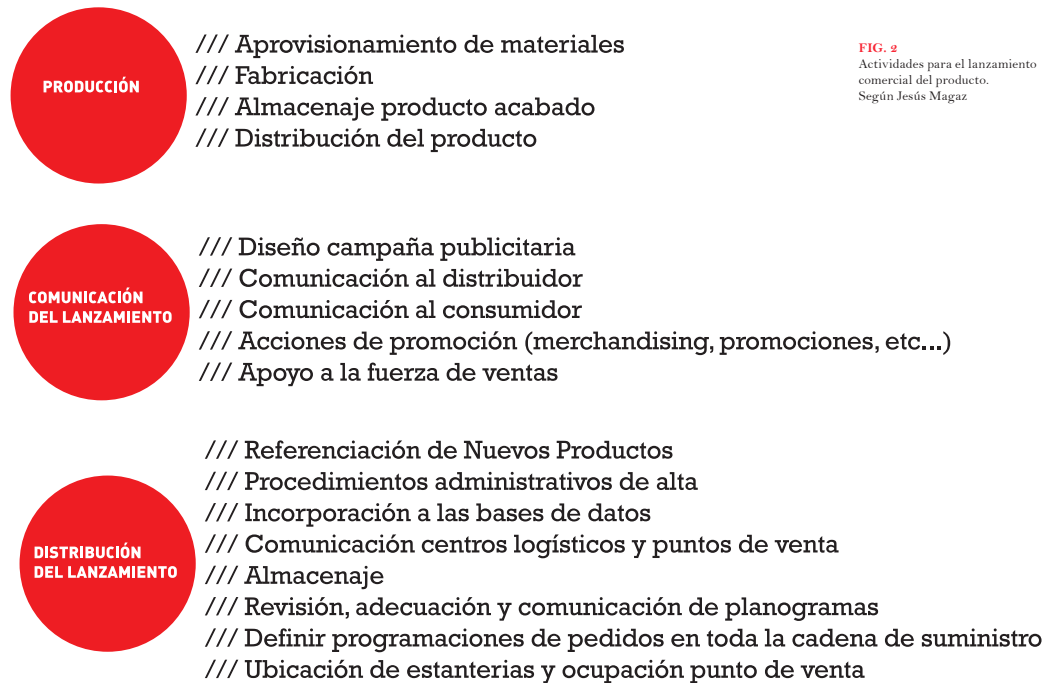 PRODUCCIÓN
/// Aprovisionamiento de materiales
/// Fabricación
/// Almacenaje producto acabado
/// Distribución del producto
FIG. 2
Actividades para el lanzamiento
comercial del producto.
Según Jesús Magaz
COMUNICACIÓN
DEL LANZAMIENTO
/// Diseño campaña publicitaria
/// Comunicación al distribuidor
/// Comunicación al consumidor
/// Acciones de promoción (merchandising, promociones, etc...)
/// Apoyo a la fuerza de ventas
DISTRIBUCIÓN
DEL LANZAMIENTO
/// Referenciación de Nuevos Productos
/// Procedimientos administrativos de alta
/// Incorporación a las bases de datos
/// Comunicación centros logísticos y puntos de venta
/// Almacenaje
/// Revisión, adecuación y comunicación de planogramas
/// Definir programaciones de pedidos en toda la cadena de suministro
/// Ubicación de estanterias y ocupación punto de venta